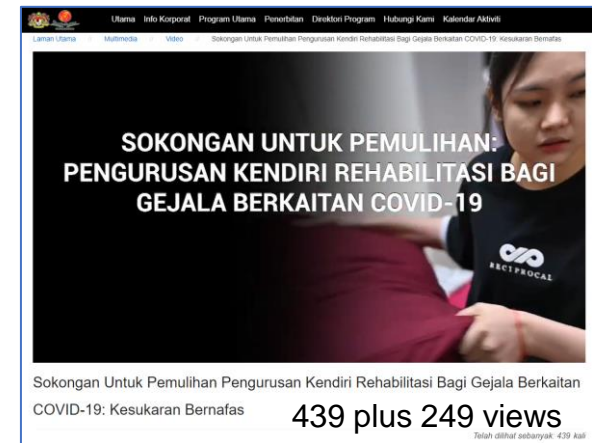 Utama Info Korporat Program Utama Penerbitan Direktori Program Hubungi Kami Kalendar Aktiviti
Laman Utama Multimedia Video Sokongan Untuk Pemulihan Pengurusan Kendiri Rehabilitasi Bagi Gejala Berkaitan COVID-19: Kesukaran Bernafas
SOKONGAN UNTUK PEMULIHAN:
PENGURUSAN KENDIRI REHABILITASI BAGI
GEJALA BERKAITAN COVID-19
RECIPROCAL
Sokongan Untuk Pemulihan Pengurusan Kendiri Rehabilitasi Bagi Gejala Berkaitan
COVID-19: Kesukaran Bernafas
439 plus 249 views
Telah dilihat sebanyak: 439 kali